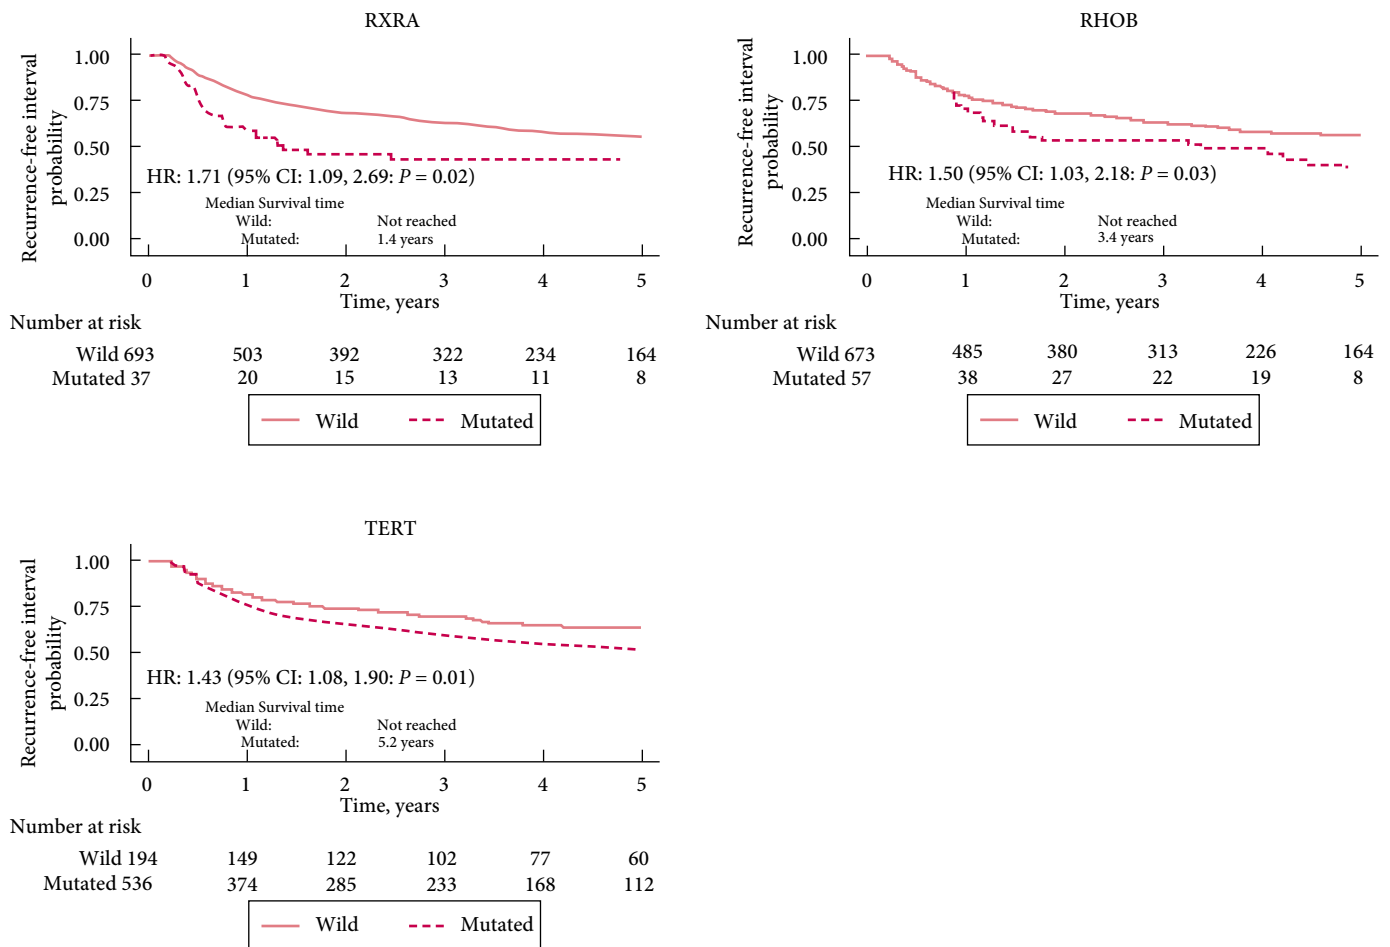 RXRA
Recurrence-free interval
probability
1.00
0.75
0.50
0.25
0.00
HR: 1.71 (95% CI: 1.09, 2.69: P = 0.02)
Median Survival time
Wild: Not reached
Mutated: 1.4 years
0 1 2 3 4 5
Time, years
Number at risk
Wild 693 503 392 322 234 164
Mutated 37 20 15 13 11 8
Wild Mutated
RHOB
Recurrence-free interval
probability
1.00
0.75
0.50
0.25
0.00
HR: 1.50 (95% CI: 1.03, 2.18: P = 0.03)
Median Survival time
Wild: Not reached
Mutated: 3.4 years
0 1 2 3 4 5
Time, years
Number at risk
Wild 673 485 380 313 226 164
Mutated 57 38 27 22 19 8
Wild Mutated
TERT
Recurrence-free interval
probability
1.00
0.75
0.50
0.25
0.00
HR: 1.43 (95% CI: 1.08, 1.90: P = 0.01)
Median Survival time
Wild: Not reached
Mutated: 5.2 years
0 1 2 3 4 5
Time, years
Number at risk
Wild 194 149 122 102 77 60
Mutated 536 374 285 233 168 112
Wild Mutated